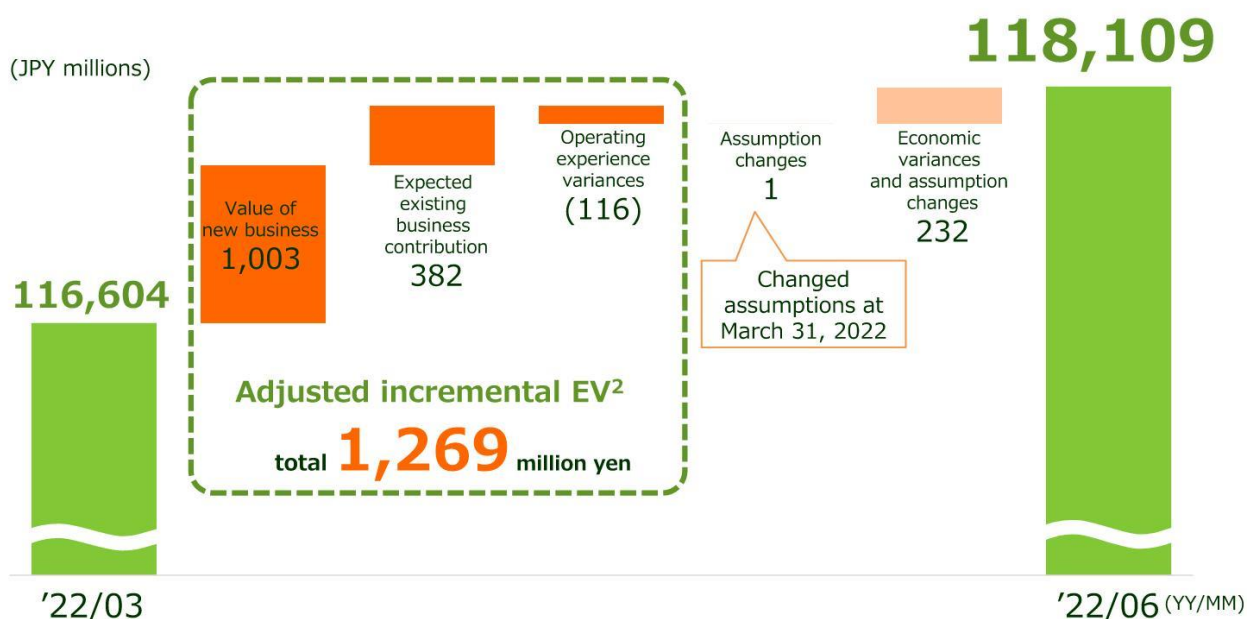 118,109
(JPY millions)
Value of
new business
1,003
Expected
existing
business
contribution
382
Operating
experience
variances
(116)
Assumption
changes
1
Economic
variances
and assumption
changes
232
116,604
Changed
assumptions at
March 31, 2022
Adjusted incremental EV²
total 1,269 million yen
’22/03
’22/06 (YY/MM)